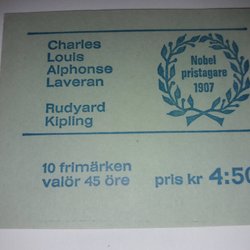 Charles
Louis
Alphonse
Laveran
Rudyard
Kipling
Nobel
pristagare
1907
10 frimärken
valör 45 öre
pris kr 4:50